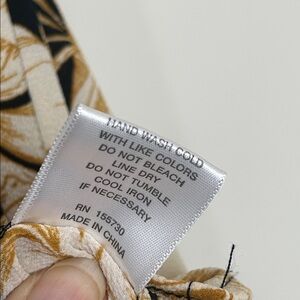 HAND WASH COLD
WITH LIKE COLORS
DO NOT BLEACH
LINE DRY
DO NOT TUMBLE
COOL IRON
IF NECESSARY
RN 155730
MADE IN CHINA